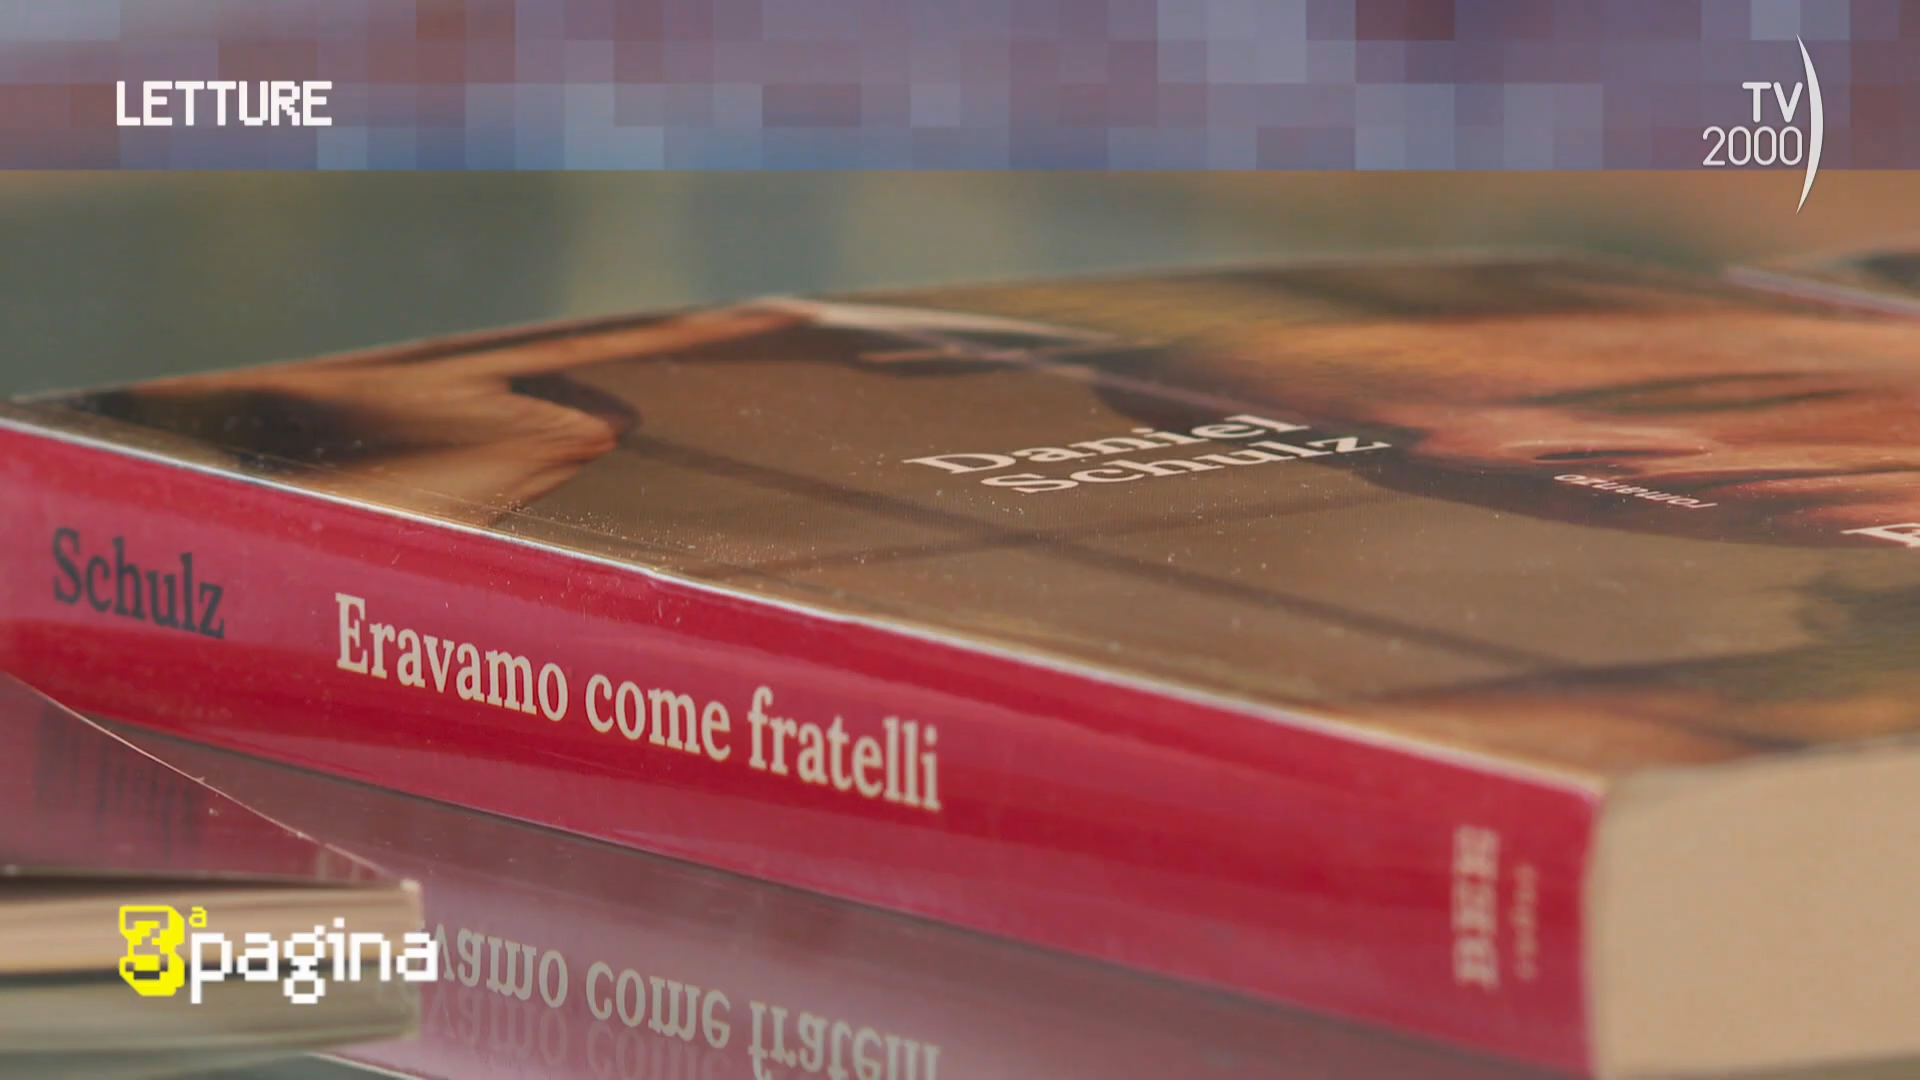 LETTURE
TV
2000
Daniel
Schulz
romanzo
Schulz
Eravamo come fratelli
3ª pagina